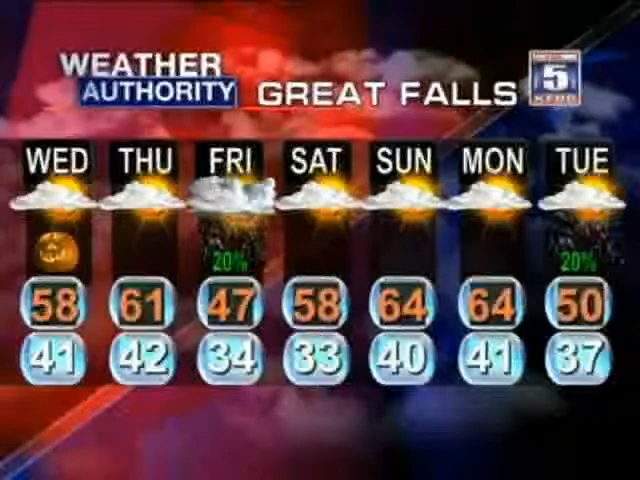 WEATHER
AUTHORITY
GREAT FALLS
5
WED THU FRI SAT SUN MON TUE
20% 20%
58 61 47 58 64 64 50
41 42 34 33 40 41 37